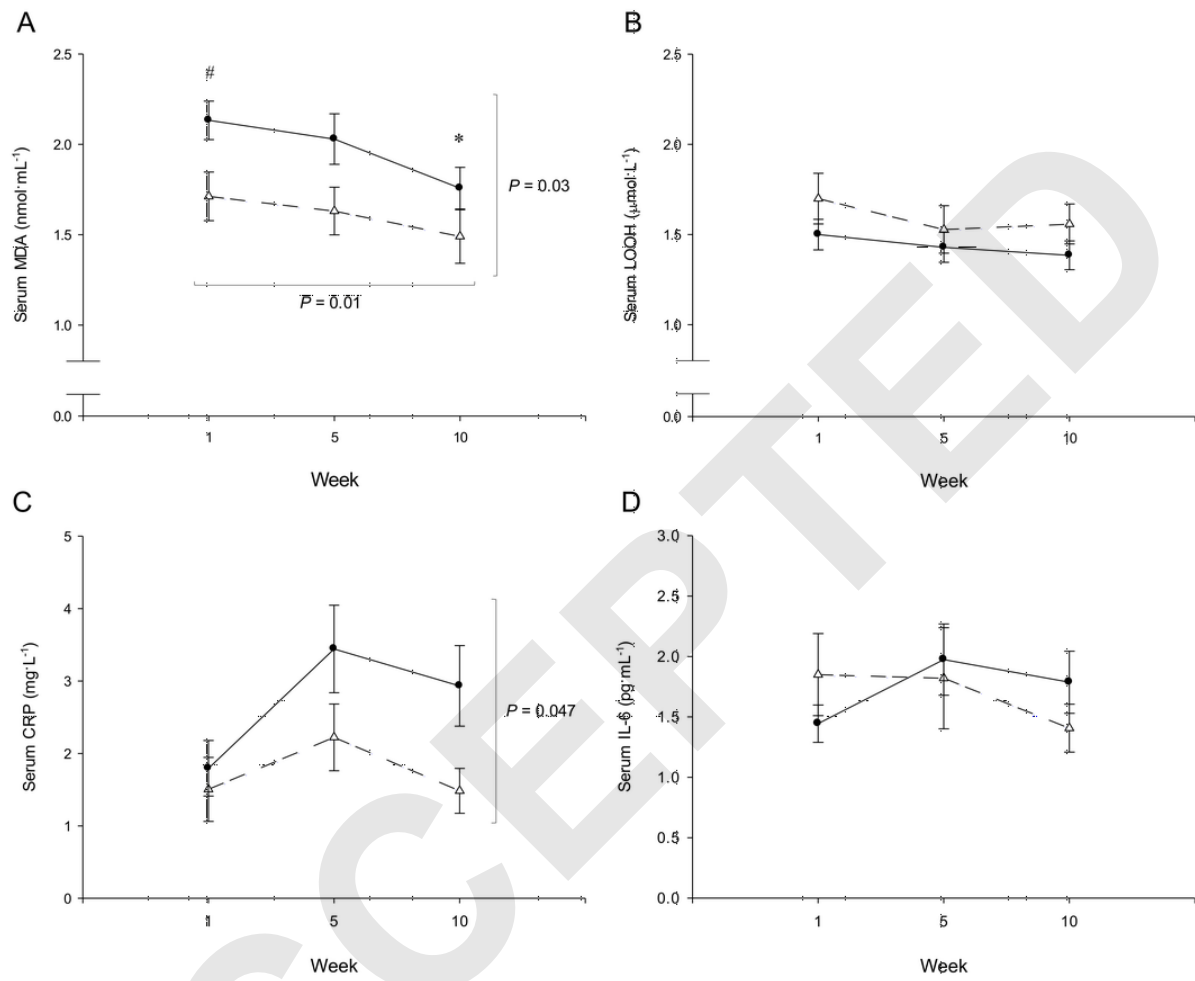 A
2.5
2.0
1.5
1.0
0.0
Serum MDA (nmol·mL⁻¹)
#
*
P = 0.03
P = 0.01
1 5 10
Week
B
2.5
2.0
1.5
1.0
0.0
Serum LOOH (μmol·L⁻¹)
1 5 10
Week
C
5
4
3
2
1
0
Serum CRP (mg·L⁻¹)
P = 0.047
1 5 10
Week
D
3.0
2.5
2.0
1.5
1.0
0.5
0.0
Serum IL-6 (pg·mL⁻¹)
1 5 10
Week
CCEPTED